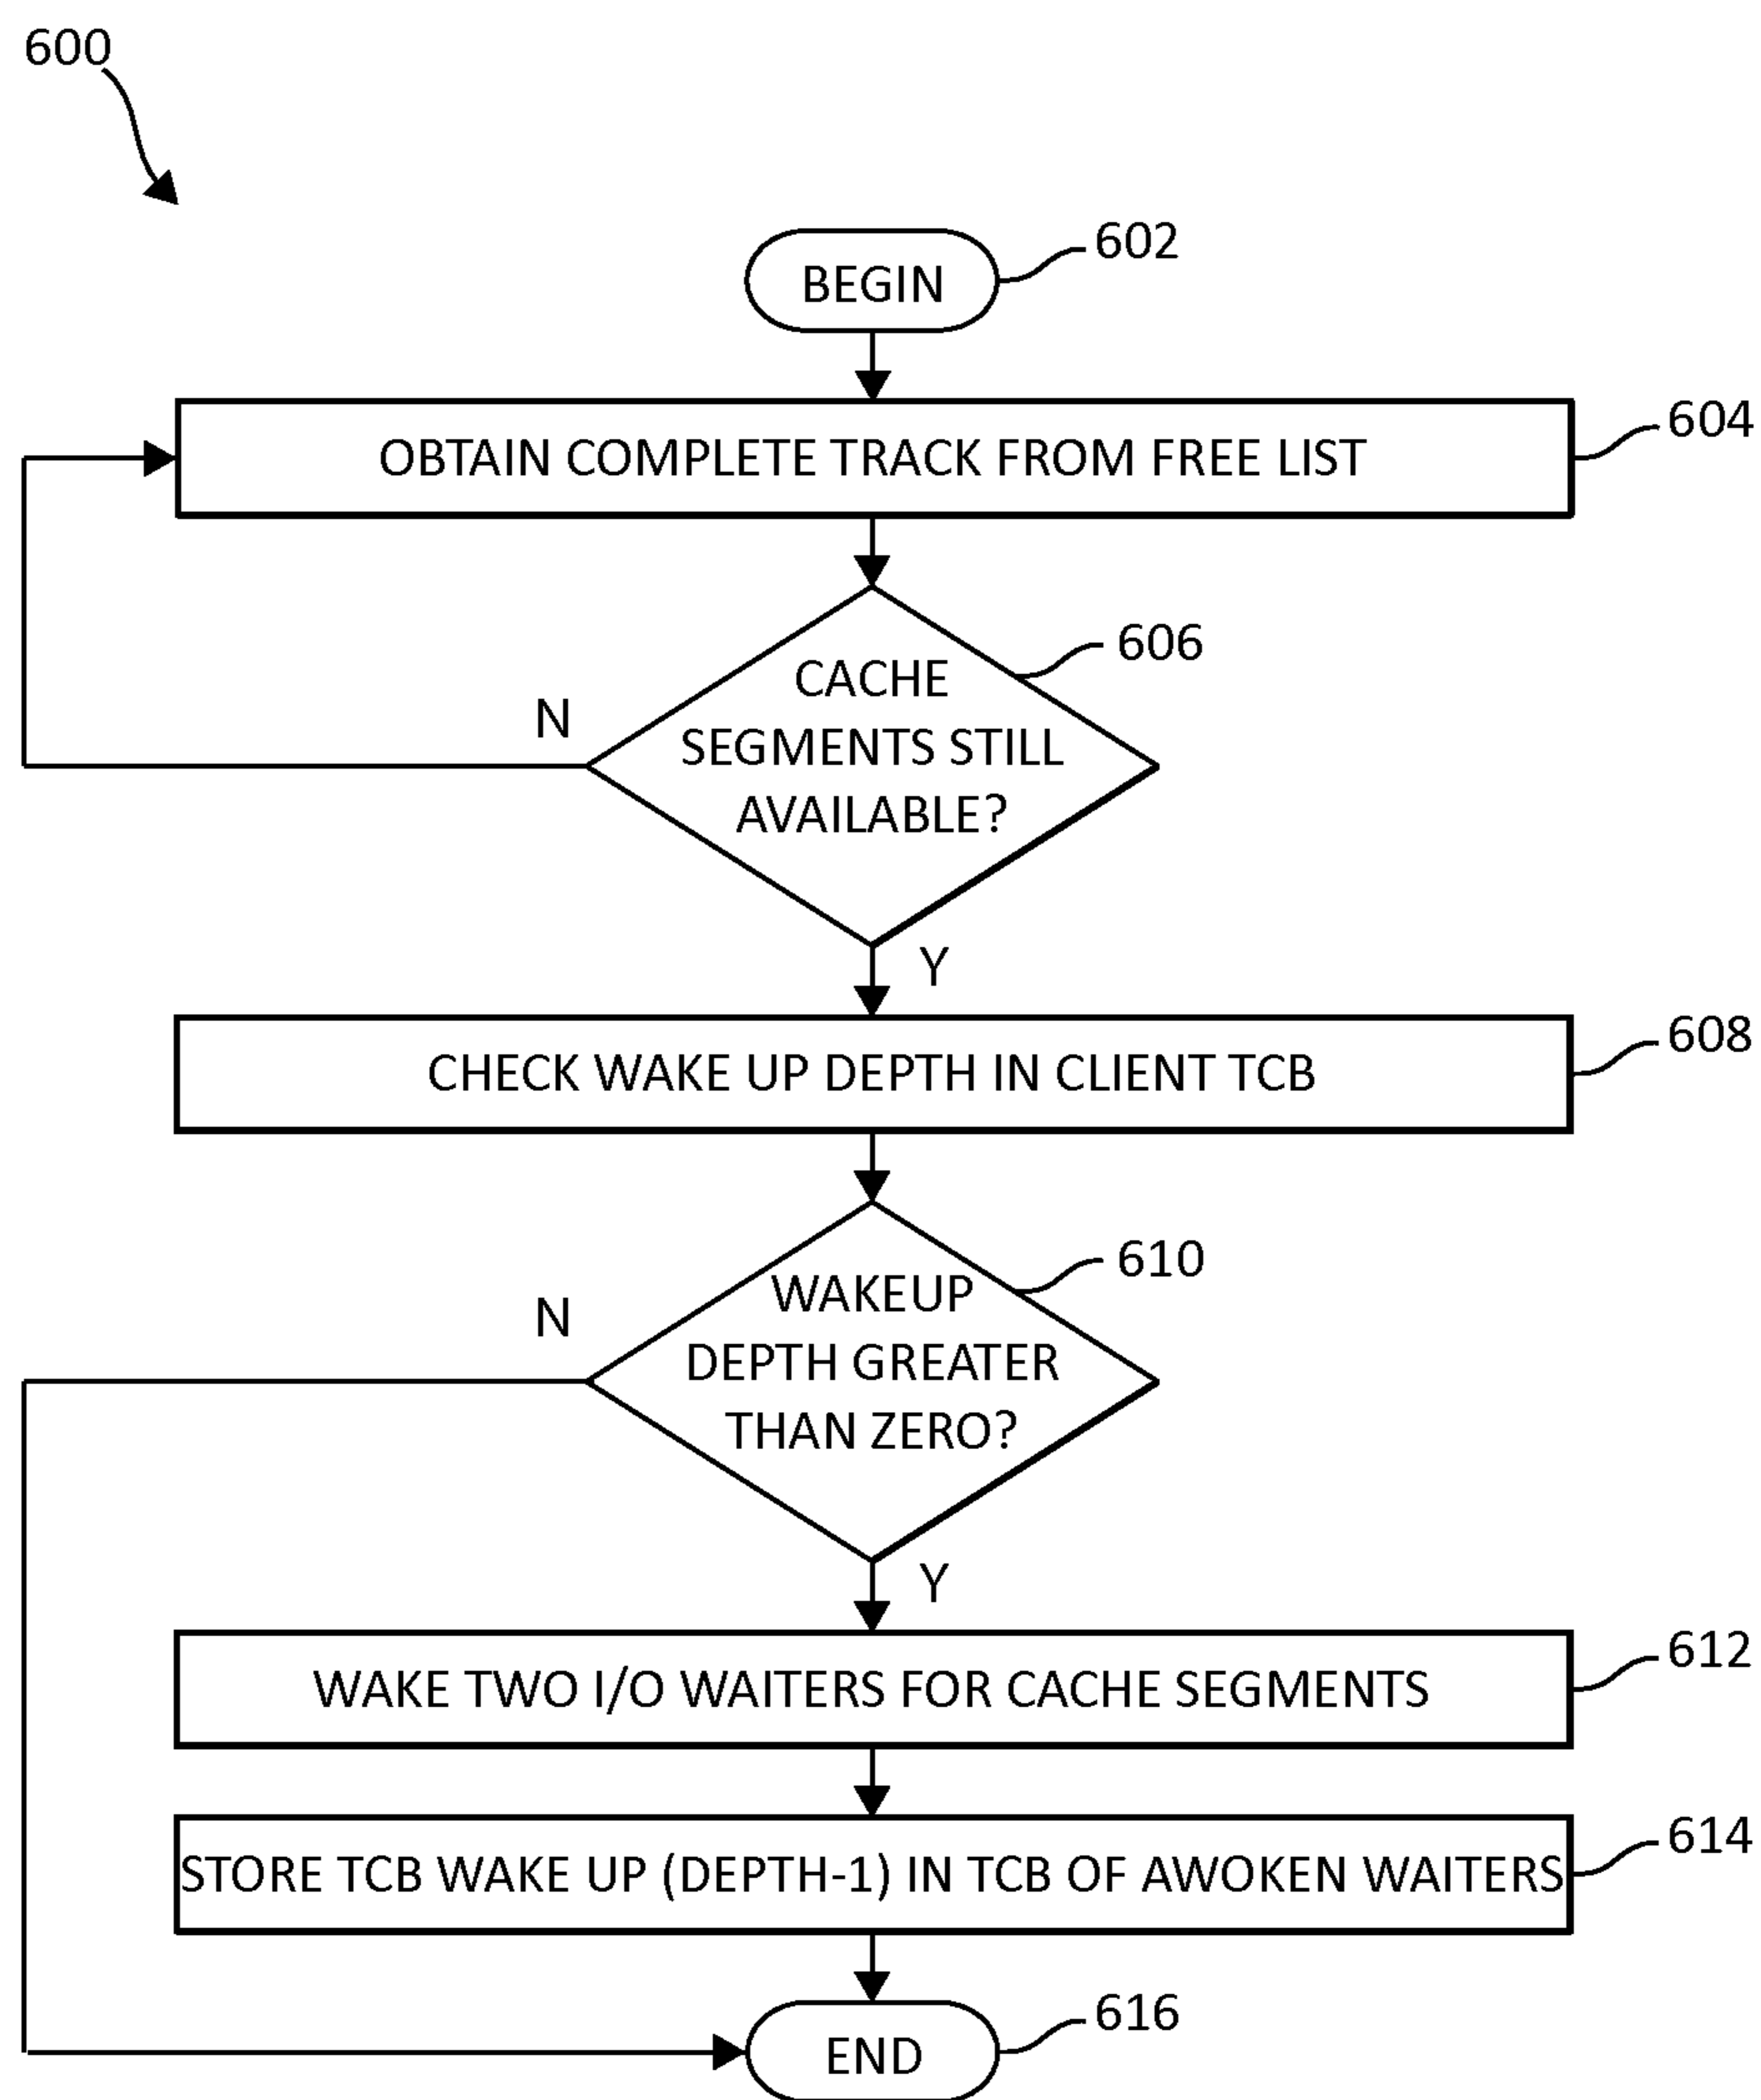 600
602
BEGIN
604
OBTAIN COMPLETE TRACK FROM FREE LIST
606
CACHE
N
SEGMENTS STILL
AVAILABLE?
Y
608
CHECK WAKE UP DEPTH IN CLIENT TCB
610
WAKEUP
N
DEPTH GREATER
THAN ZERO?
Y
612
WAKE TWO I/O WAITERS FOR CACHE SEGMENTS
614
STORE TCB WAKE UP (DEPTH-1) IN TCB OF AWOKEN WAITERS
616
END